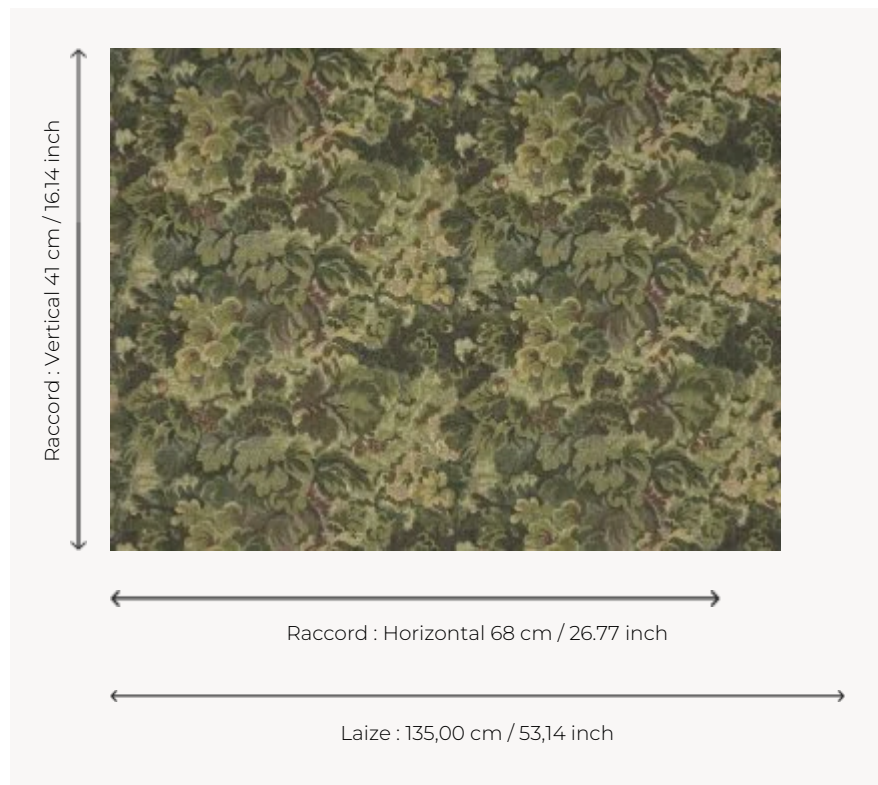 Raccord : Vertical 41 cm / 16.14 inch
Raccord : Horizontal 68 cm / 26.77 inch
Laize : 135,00 cm / 53,14 inch